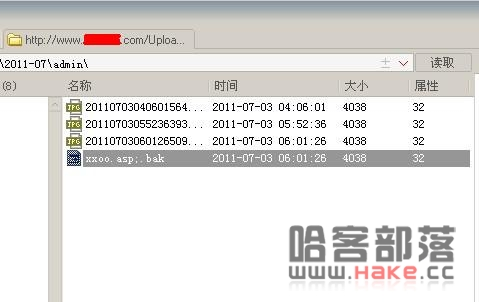 http://www. .com/Uploa...
\2011-07\admin\ 读取
(8) 名称 时间 大小 属性
JPG 20110703040601564... 2011-07-03 04:06:01 4038 32
JPG 20110703055236393... 2011-07-03 05:52:36 4038 32
JPG 20110703060126509... 2011-07-03 06:01:26 4038 32
xxoo.asp;.bak 2011-07-03 06:01:26 4038 32
哈客部落
www.Hake.cc